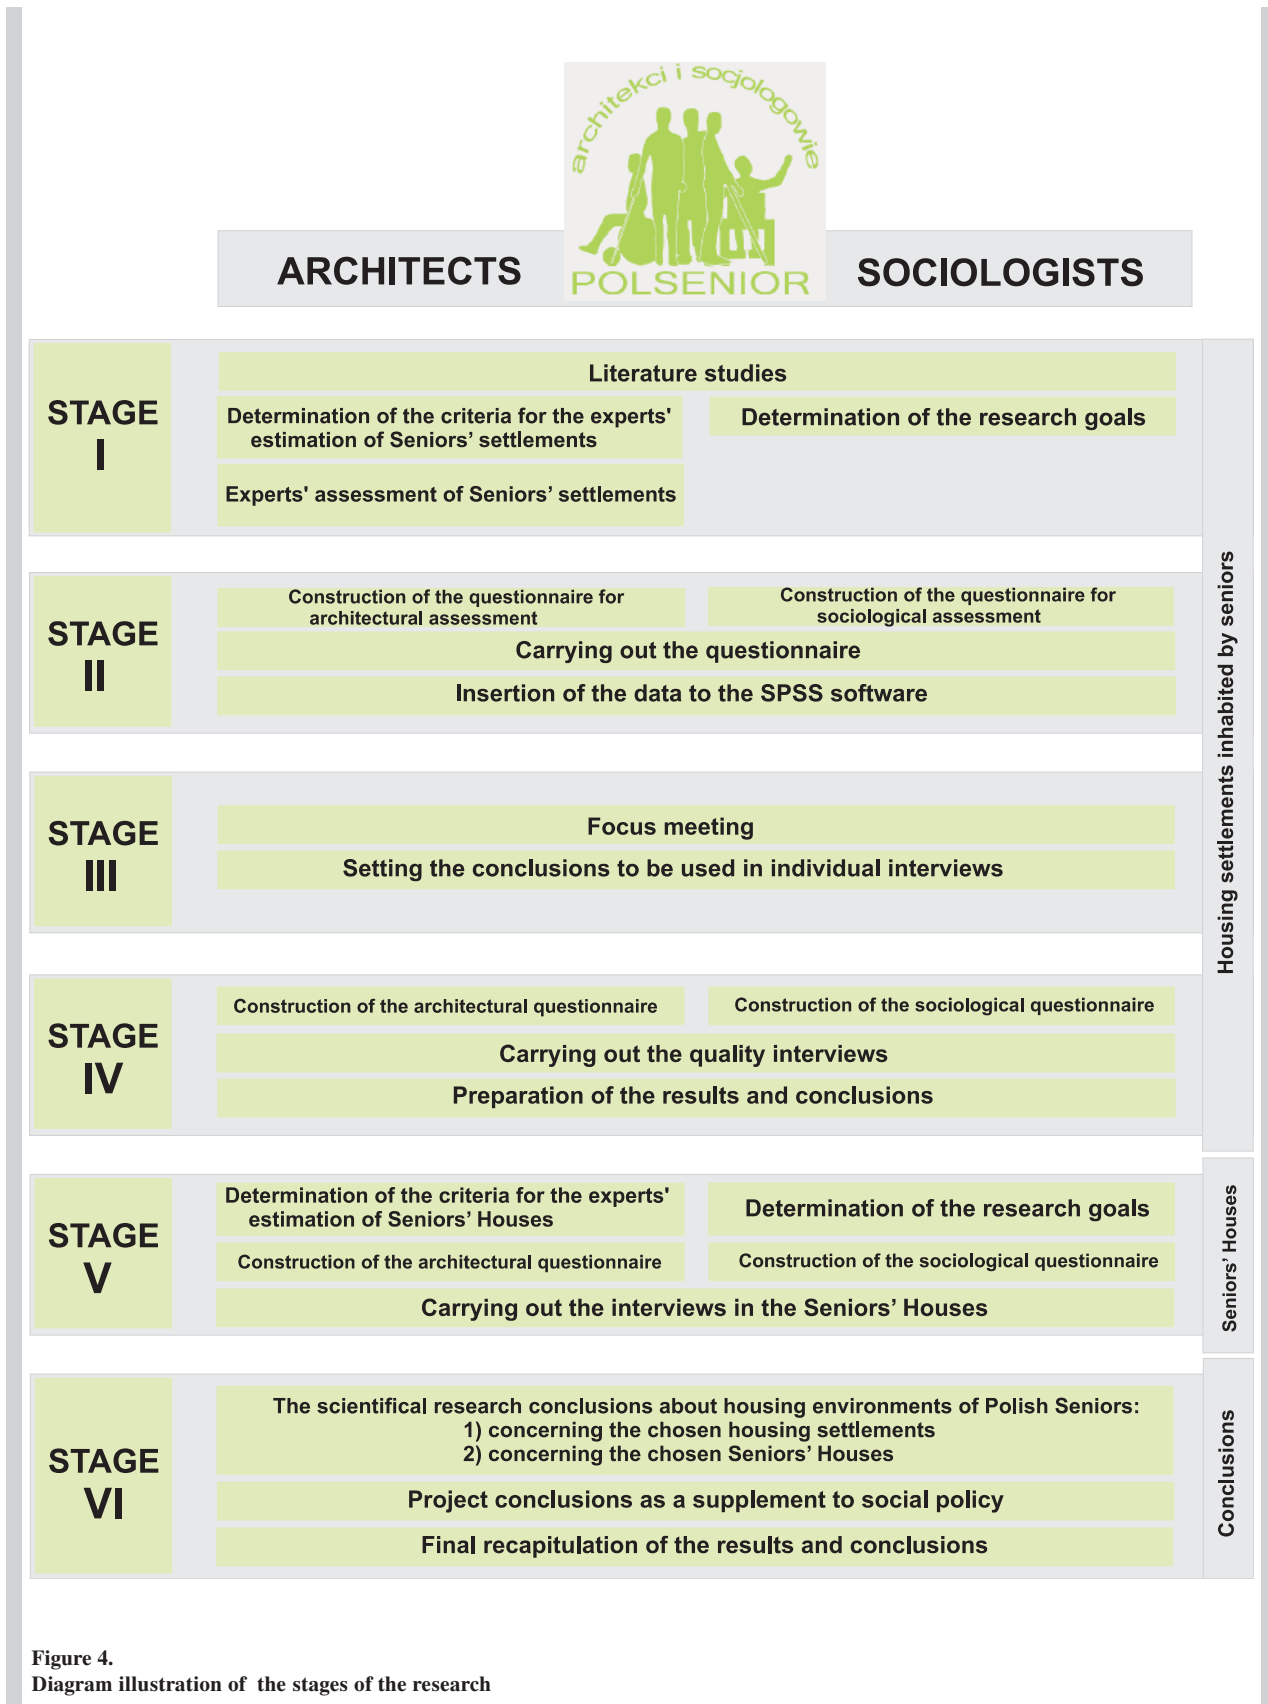 architekci i socjologowie
POLSENIOR
ARCHITECTS
SOCIOLOGISTS
STAGE
I
Literature studies
Determination of the criteria for the experts'
estimation of Seniors’ settlements
Determination of the research goals
Experts' assessment of Seniors’ settlements
STAGE
II
Construction of the questionnaire for
architectural assessment
Construction of the questionnaire for
sociological assessment
Carrying out the questionnaire
Insertion of the data to the SPSS software
STAGE
III
Focus meeting
Setting the conclusions to be used in individual interviews
STAGE
IV
Construction of the architectural questionnaire
Construction of the sociological questionnaire
Carrying out the quality interviews
Preparation of the results and conclusions
Housing settlements inhabited by seniors
STAGE
V
Determination of the criteria for the experts'
estimation of Seniors’ Houses
Determination of the research goals
Construction of the architectural questionnaire
Construction of the sociological questionnaire
Carrying out the interviews in the Seniors’ Houses
Seniors’ Houses
STAGE
VI
The scientifical research conclusions about housing environments of Polish Seniors:
1) concerning the chosen housing settlements
2) concerning the chosen Seniors’ Houses
Project conclusions as a supplement to social policy
Final recapitulation of the results and conclusions
Conclusions
Figure 4.
Diagram illustration of the stages of the research